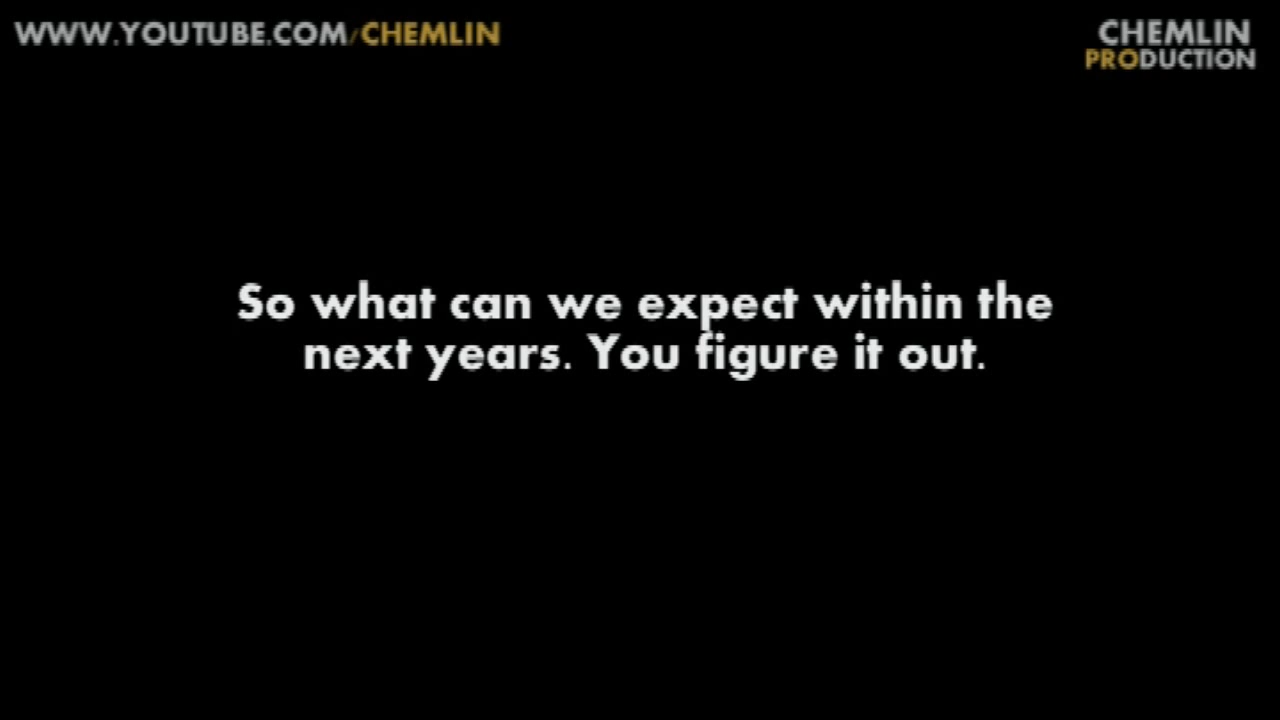 WWW.YOUTUBE.COM/CHEMLIN
CHEMLIN
PRODUCTION
So what can we expect within the
next years. You figure it out.